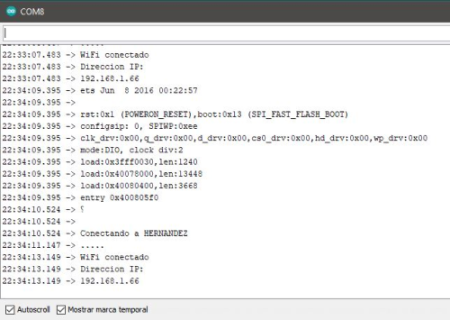 COM8
22:33:07.483 -> WiFi conectado
22:33:07.483 -> Direccion IP:
22:33:07.483 -> 192.168.1.66
22:34:09.395 -> ets Jun  8 2016 00:22:57
22:34:09.395 ->
22:34:09.395 -> rst:0x1 (POWERON_RESET),boot:0x13 (SPI_FAST_FLASH_BOOT)
22:34:09.395 -> configsip: 0, SPIWP:0xee
22:34:09.395 -> clk_drv:0x00,q_drv:0x00,d_drv:0x00,cs0_drv:0x00,hd_drv:0x00,wp_drv:0x00
22:34:09.395 -> mode:DIO, clock div:2
22:34:09.395 -> load:0x3fff0030,len:1240
22:34:09.395 -> load:0x40078000,len:13448
22:34:09.395 -> load:0x40080400,len:3668
22:34:09.395 -> entry 0x400805f0
22:34:10.524 ->
22:34:10.524 ->
22:34:10.524 -> Conectando a HERNANDEZ
22:34:11.147 -> .....
22:34:13.149 -> WiFi conectado
22:34:13.149 -> Direccion IP:
22:34:13.149 -> 192.168.1.66
Autoscroll Mostrar marca temporal